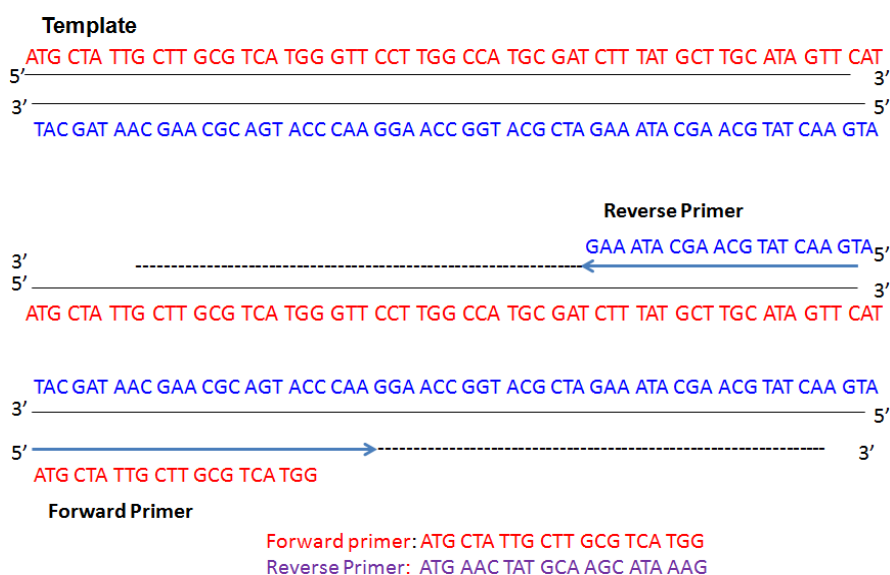 Template
ATG CTA TTG CTT GCG TCA TGG GTT CCT TGG CCA TGC GAT CTT TAT GCT TGC ATA GTT CAT
5’ 3’
3’ 5’
TAC GAT AAC GAA CGC AGT ACC CAA GGA ACC GGT ACG CTA GAA ATA CGA ACG TAT CAA GTA
Reverse Primer
GAA ATA CGA ACG TAT CAA GTA
3’ 5’
5’ 3’
ATG CTA TTG CTT GCG TCA TGG GTT CCT TGG CCA TGC GAT CTT TAT GCT TGC ATA GTT CAT
TAC GAT AAC GAA CGC AGT ACC CAA GGA ACC GGT ACG CTA GAA ATA CGA ACG TAT CAA GTA
3’ 5’
5’ 3’
ATG CTA TTG CTT GCG TCA TGG
Forward Primer
Forward primer: ATG CTA TTG CTT GCG TCA TGG
Reverse Primer: ATG AAC TAT GCA AGC ATA AAG